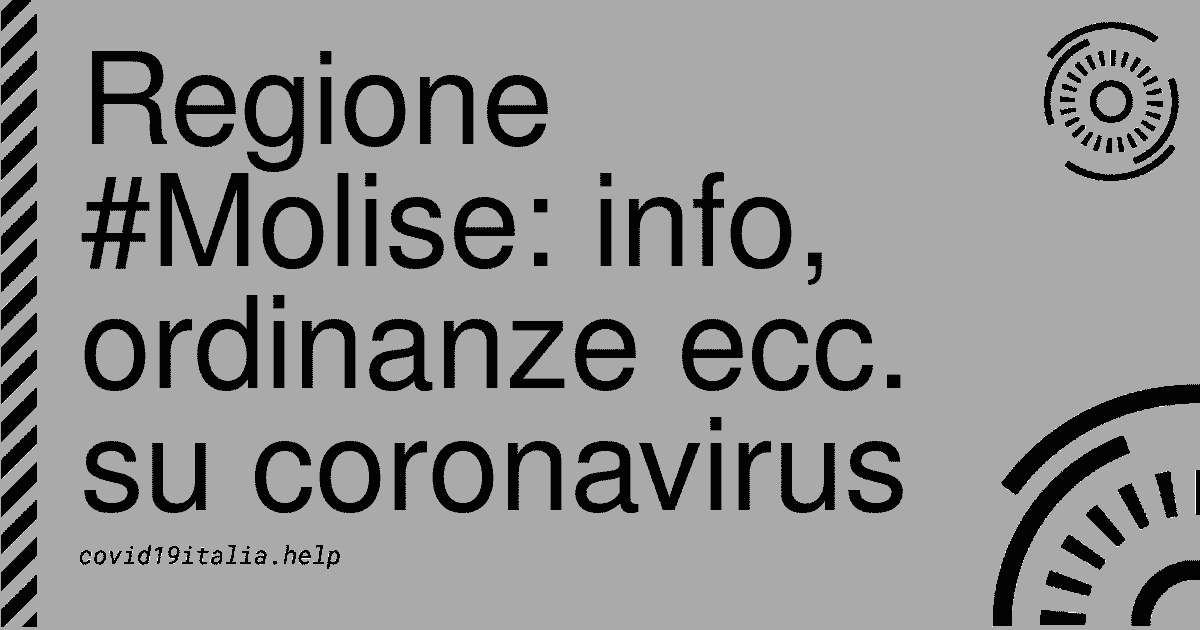 Regione
#Molise: info,
ordinanze ecc.
su coronavirus
covid19italia.help